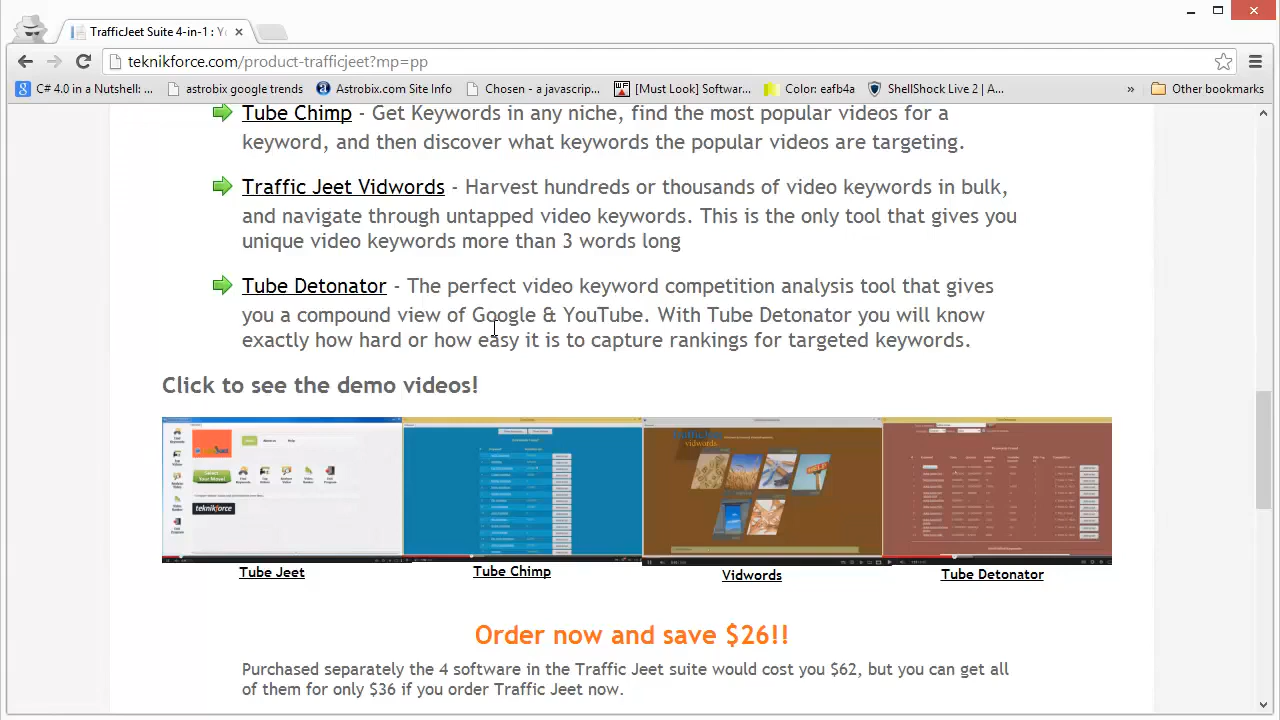 TrafficJeet Suite 4-in-1 : Yo
teknikforce.com/product-trafficjeet?mp=pp
C# 4.0 in a Nutshell: ... astrobix google trends Astrobix.com Site Info Chosen - a javascrip... [Must Look] Softwar... Color: eafb4a ShellShock Live 2 | A... » Other bookmarks
Tube Chimp - Get Keywords in any niche, find the most popular videos for a
keyword, and then discover what keywords the popular videos are targeting.
Traffic Jeet Vidwords - Harvest hundreds or thousands of video keywords in bulk,
and navigate through untapped video keywords. This is the only tool that gives you
unique video keywords more than 3 words long
Tube Detonator - The perfect video keyword competition analysis tool that gives
you a compound view of Google & YouTube. With Tube Detonator you will know
exactly how hard or how easy it is to capture rankings for targeted keywords.
Click to see the demo videos!
Select Your Move!
teknikforce
vidwords
Tube Jeet Tube Chimp Vidwords Tube Detonator
Order now and save $26!!
Purchased separately the 4 software in the Traffic Jeet suite would cost you $62, but you can get all
of them for only $36 if you order Traffic Jeet now.